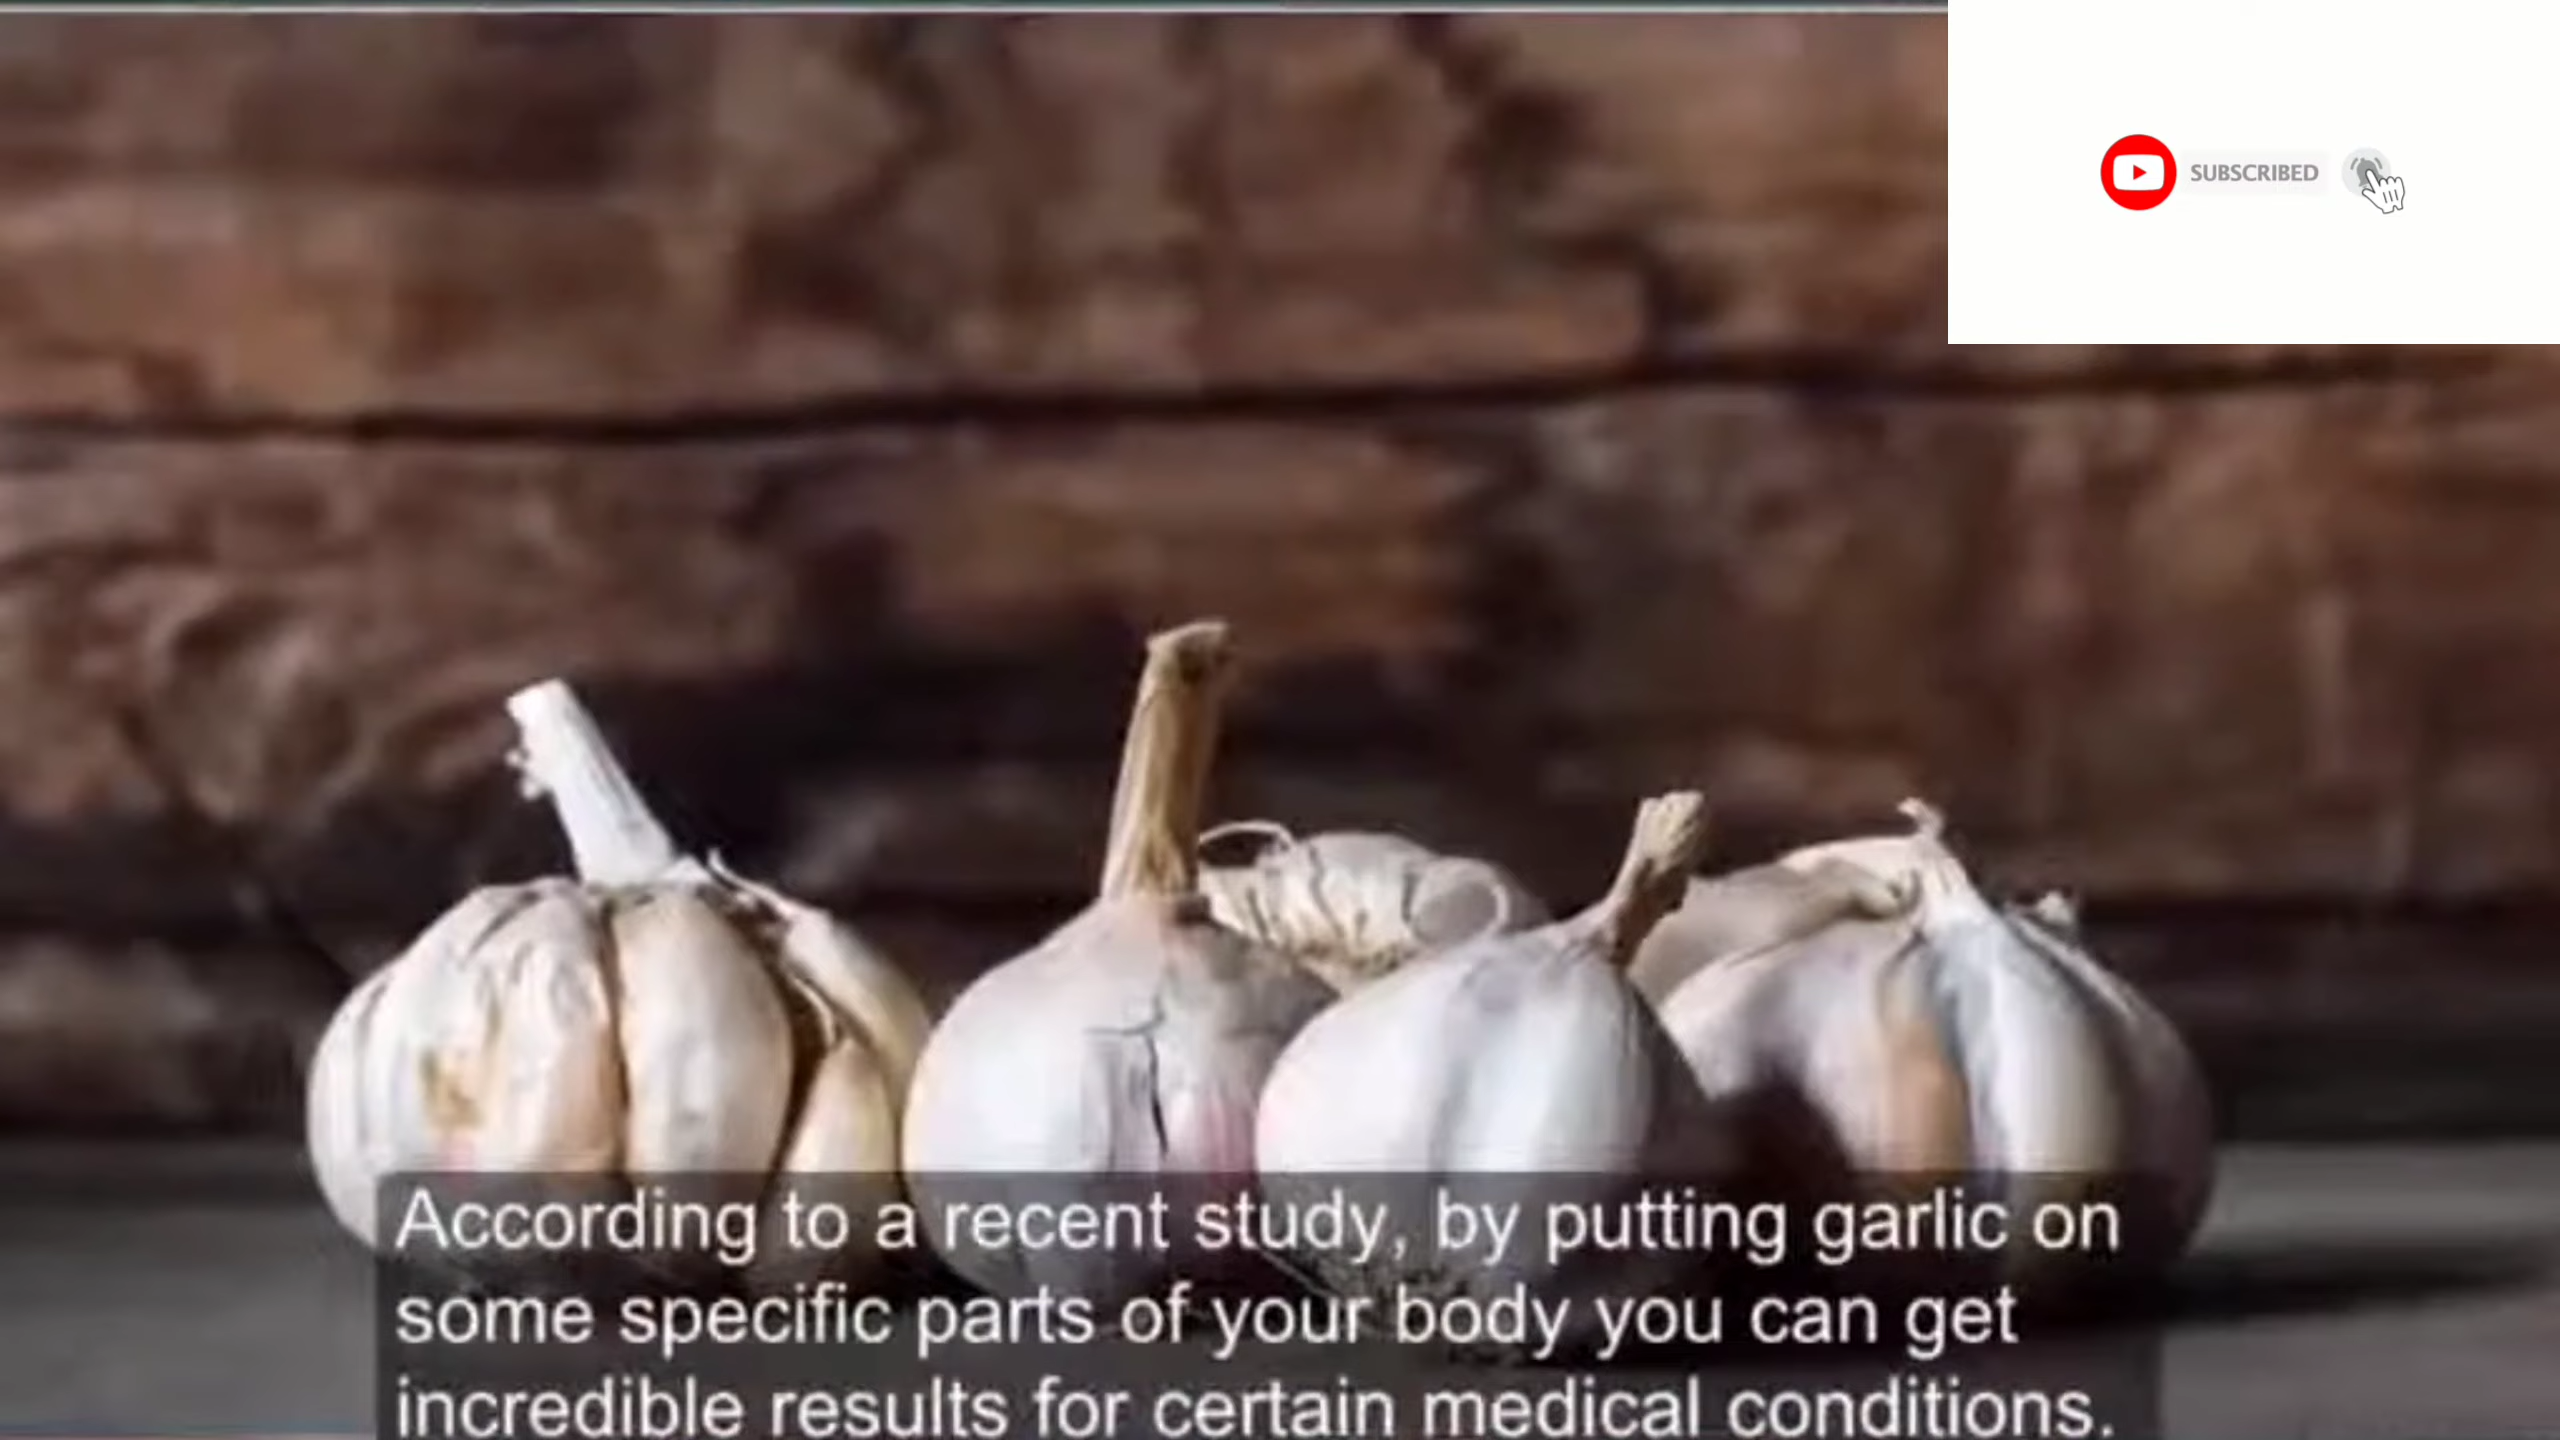 SUBSCRIBED
According to a recent study, by putting garlic on
some specific parts of your body you can get
incredible results for certain medical conditions.